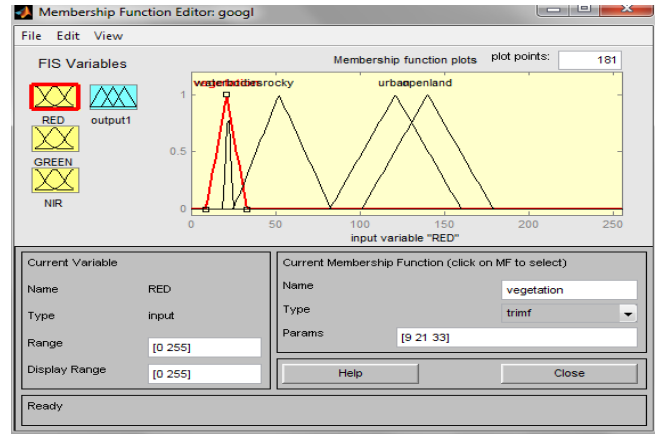 Membership Function Editor: googl
File Edit View
FIS Variables
RED
output1
GREEN
NIR
Membership function plots
plot points:
181
vegetation
waterbodies
rocky
urban
openland
1
0.5
0
0
50
100
150
200
250
input variable "RED"
Current Variable
Name
RED
Type
input
Range
[0 255]
Display Range
[0 255]
Current Membership Function (click on MF to select)
Name
vegetation
Type
trimf
Params
[9 21 33]
Help
Close
Ready